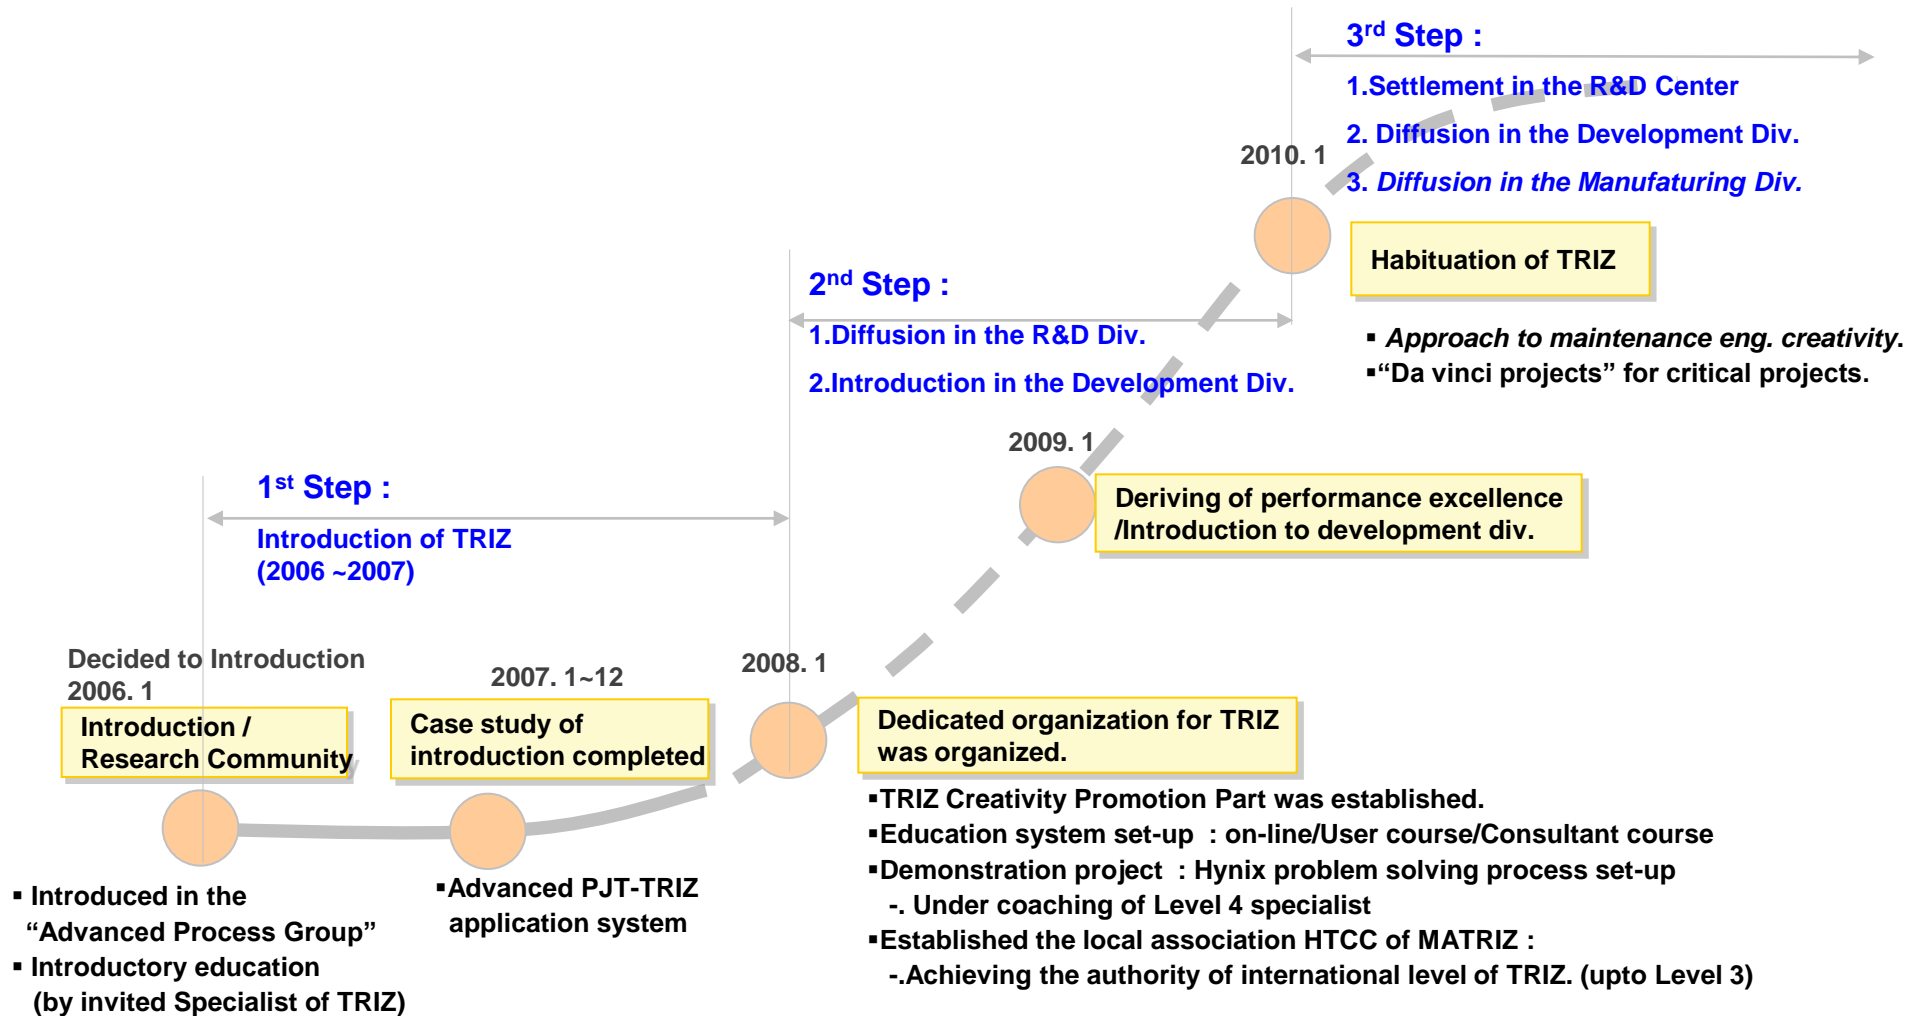 3rd Step :
1.Settlement in the R&D Center
2. Diffusion in the Development Div.
3. Diffusion in the Manufaturing Div.
2010. 1
Habituation of TRIZ
▪ Approach to maintenance eng. creativity.
▪“Da vinci projects” for critical projects.
2nd Step :
1.Diffusion in the R&D Div.
2.Introduction in the Development Div.
2009. 1
Deriving of performance excellence
/Introduction to development div.
1st Step :
Introduction of TRIZ
(2006 ~2007)
Decided to Introduction
2006. 1
Introduction /
Research Community
▪ Introduced in the
“Advanced Process Group”
▪ Introductory education
(by invited Specialist of TRIZ)
2007. 1~12
Case study of
introduction completed
▪Advanced PJT-TRIZ
application system
2008. 1
Dedicated organization for TRIZ
was organized.
▪TRIZ Creativity Promotion Part was established.
▪Education system set-up : on-line/User course/Consultant course
▪Demonstration project : Hynix problem solving process set-up
-. Under coaching of Level 4 specialist
▪Established the local association HTCC of MATRIZ :
-.Achieving the authority of international level of TRIZ. (upto Level 3)